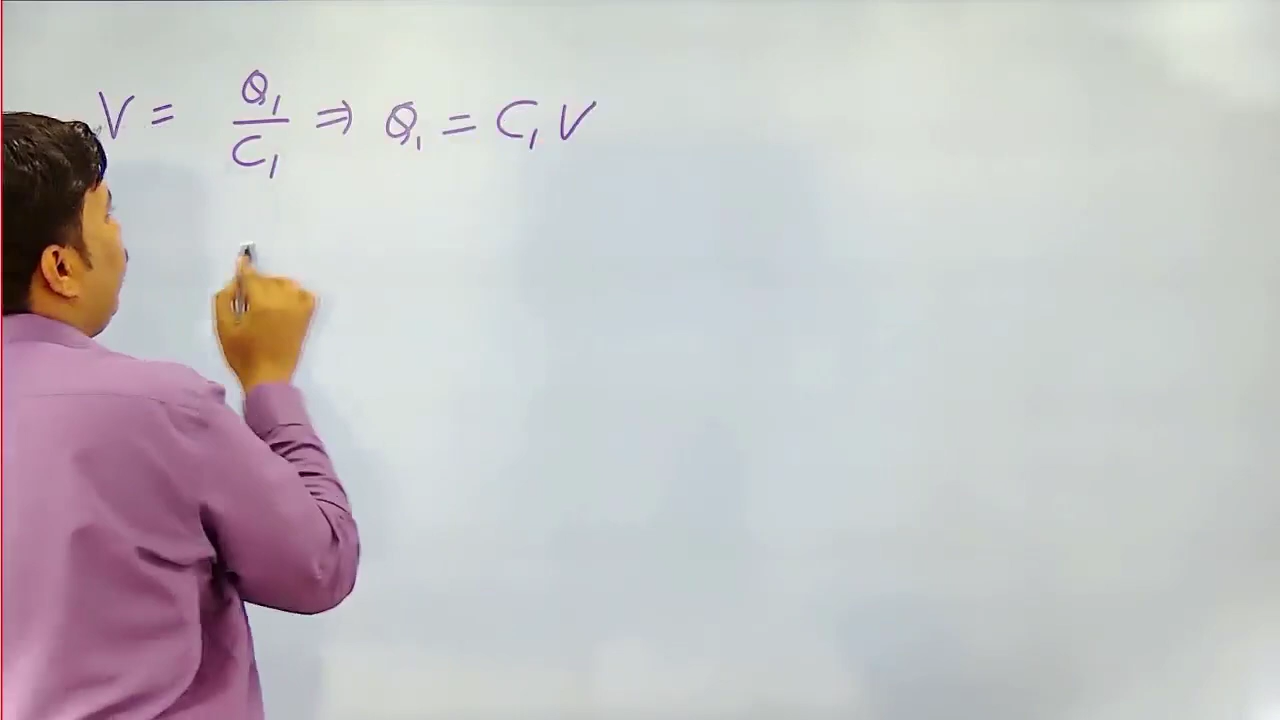 V = Q₁/C₁ ⇒ Q₁ = C₁ V